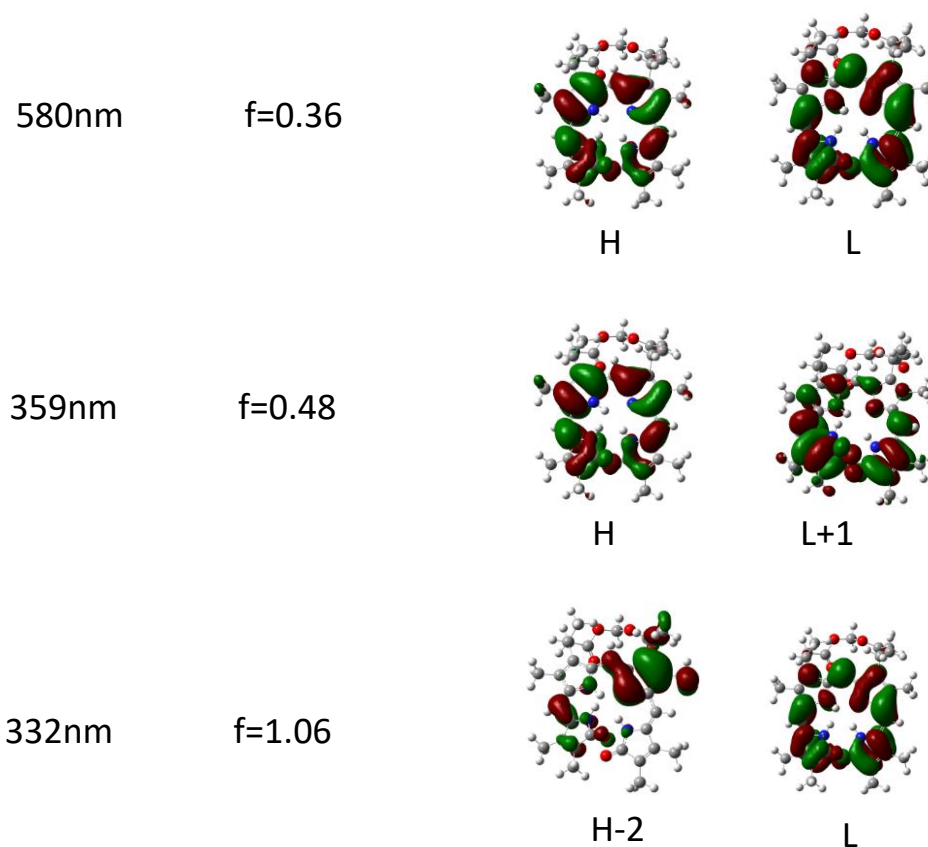 580nm f=0.36
H L
359nm f=0.48
H L+1
332nm f=1.06
H-2 L